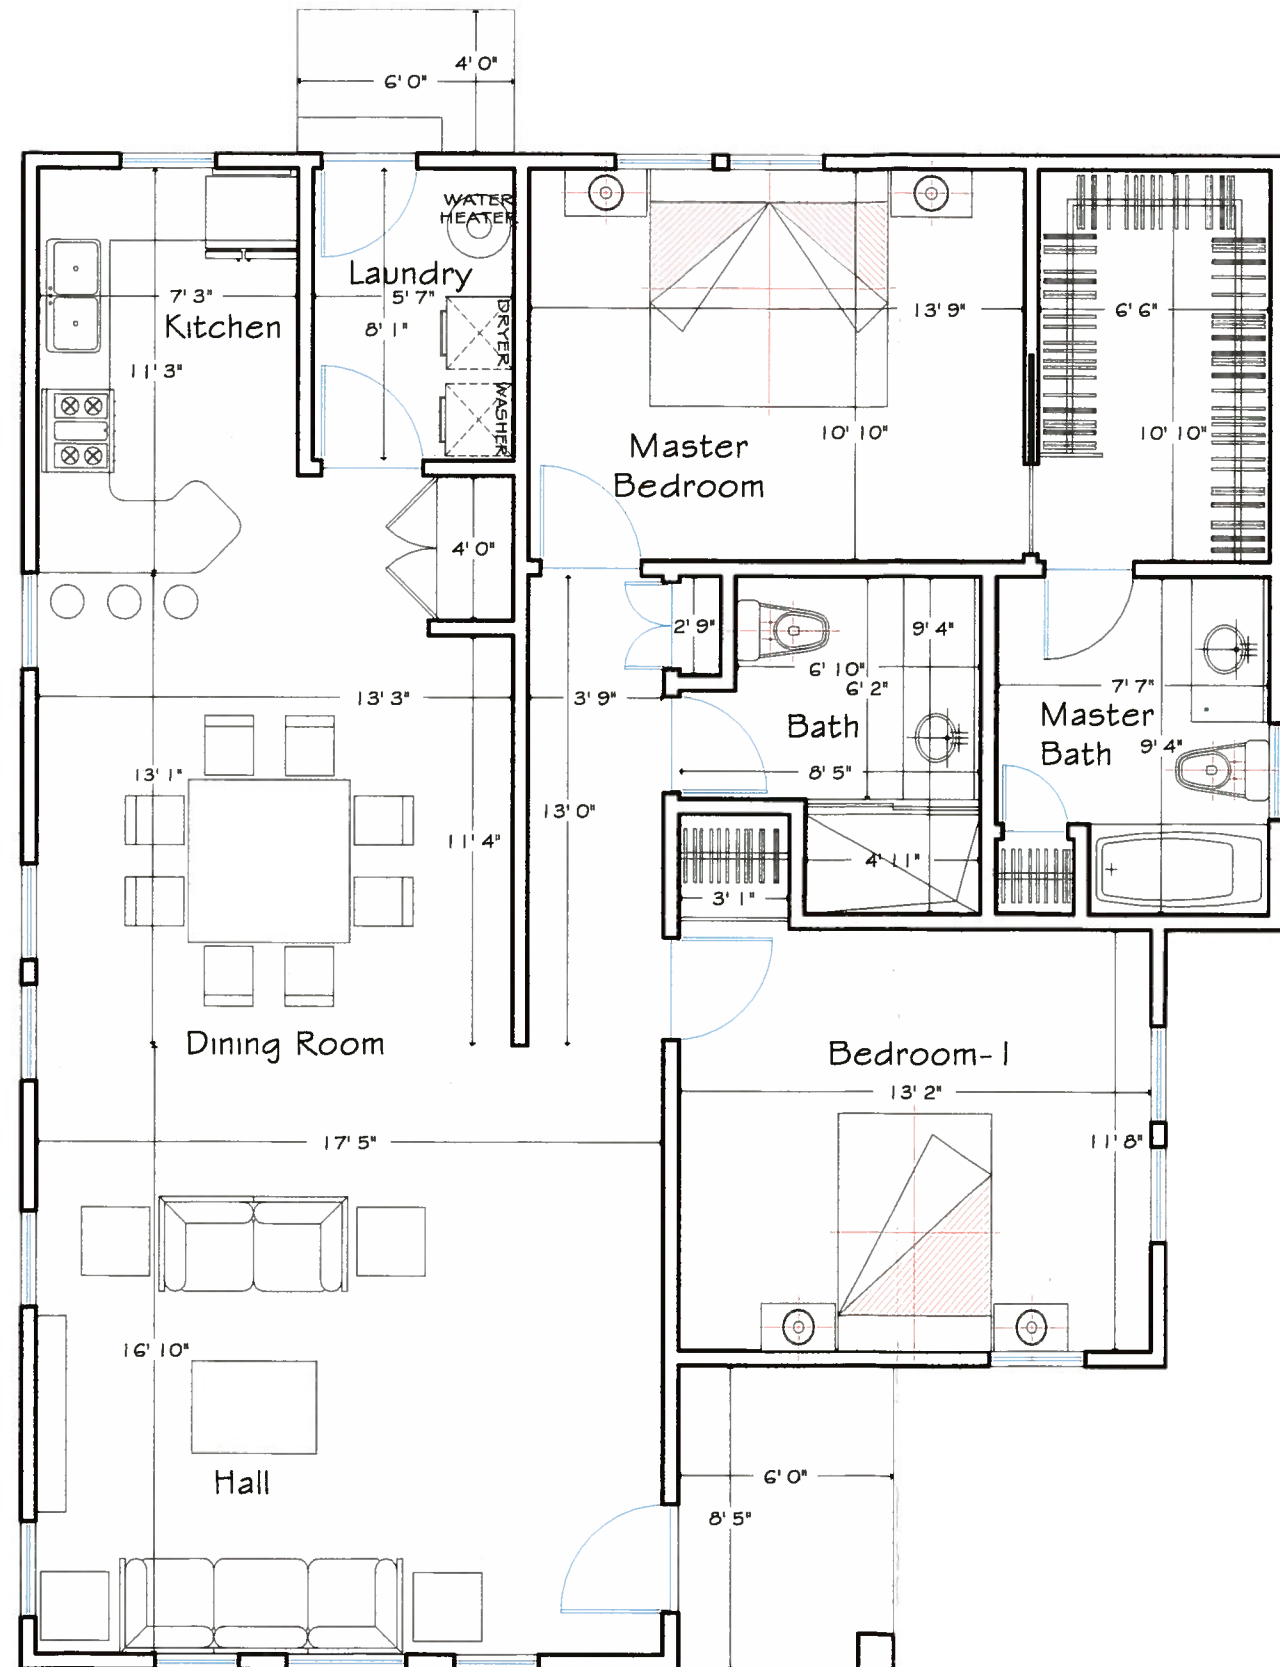 4' 0"
6' 0"
WATER
HEATER
Laundry
7' 3"
5' 7"
Kitchen
8' 1"
DRYER
13' 9"
6' 6"
11' 3"
WASHER
10' 10"
10' 10"
Master
Bedroom
4' 0"
2' 9"
9' 4"
6' 10"
6' 2"
7' 7"
13' 3"
3' 9"
Bath
Master
Bath
9' 4"
13' 1"
8' 5"
13' 0"
11' 4"
4' 11"
3' 1"
Dining Room
Bedroom-1
13' 2"
17' 5"
11' 8"
16' 10"
Hall
6' 0"
8' 5"